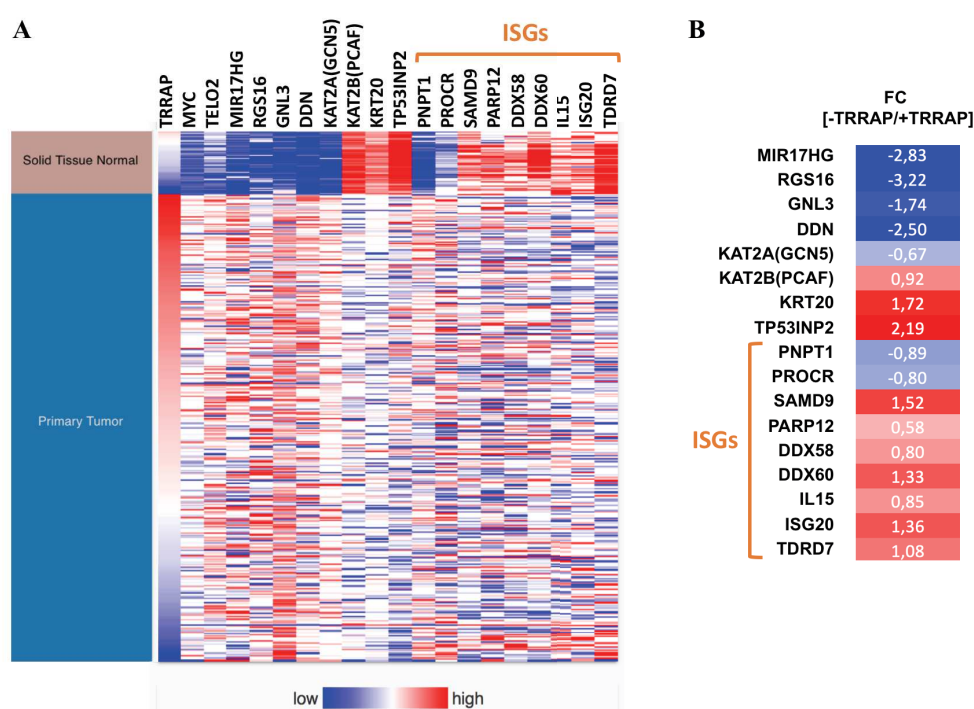 A
ISGs
TRRAP
MYC
TELO2
MIR17HG
RGS16
GNL3
DDN
KAT2A(GCN5)
KAT2B(PCAF)
KRT20
TP53INP2
PNPT1
PROCR
SAMD9
PARP12
DDX58
DDX60
IL15
ISG20
TDRD7
Solid Tissue Normal
Primary Tumor
low high
B
FC
[-TRRAP/+TRRAP]
MIR17HG -2,83
RGS16 -3,22
GNL3 -1,74
DDN -2,50
KAT2A(GCN5) -0,67
KAT2B(PCAF) 0,92
KRT20 1,72
TP53INP2 2,19
ISGs
PNPT1 -0,89
PROCR -0,80
SAMD9 1,52
PARP12 0,58
DDX58 0,80
DDX60 1,33
IL15 0,85
ISG20 1,36
TDRD7 1,08